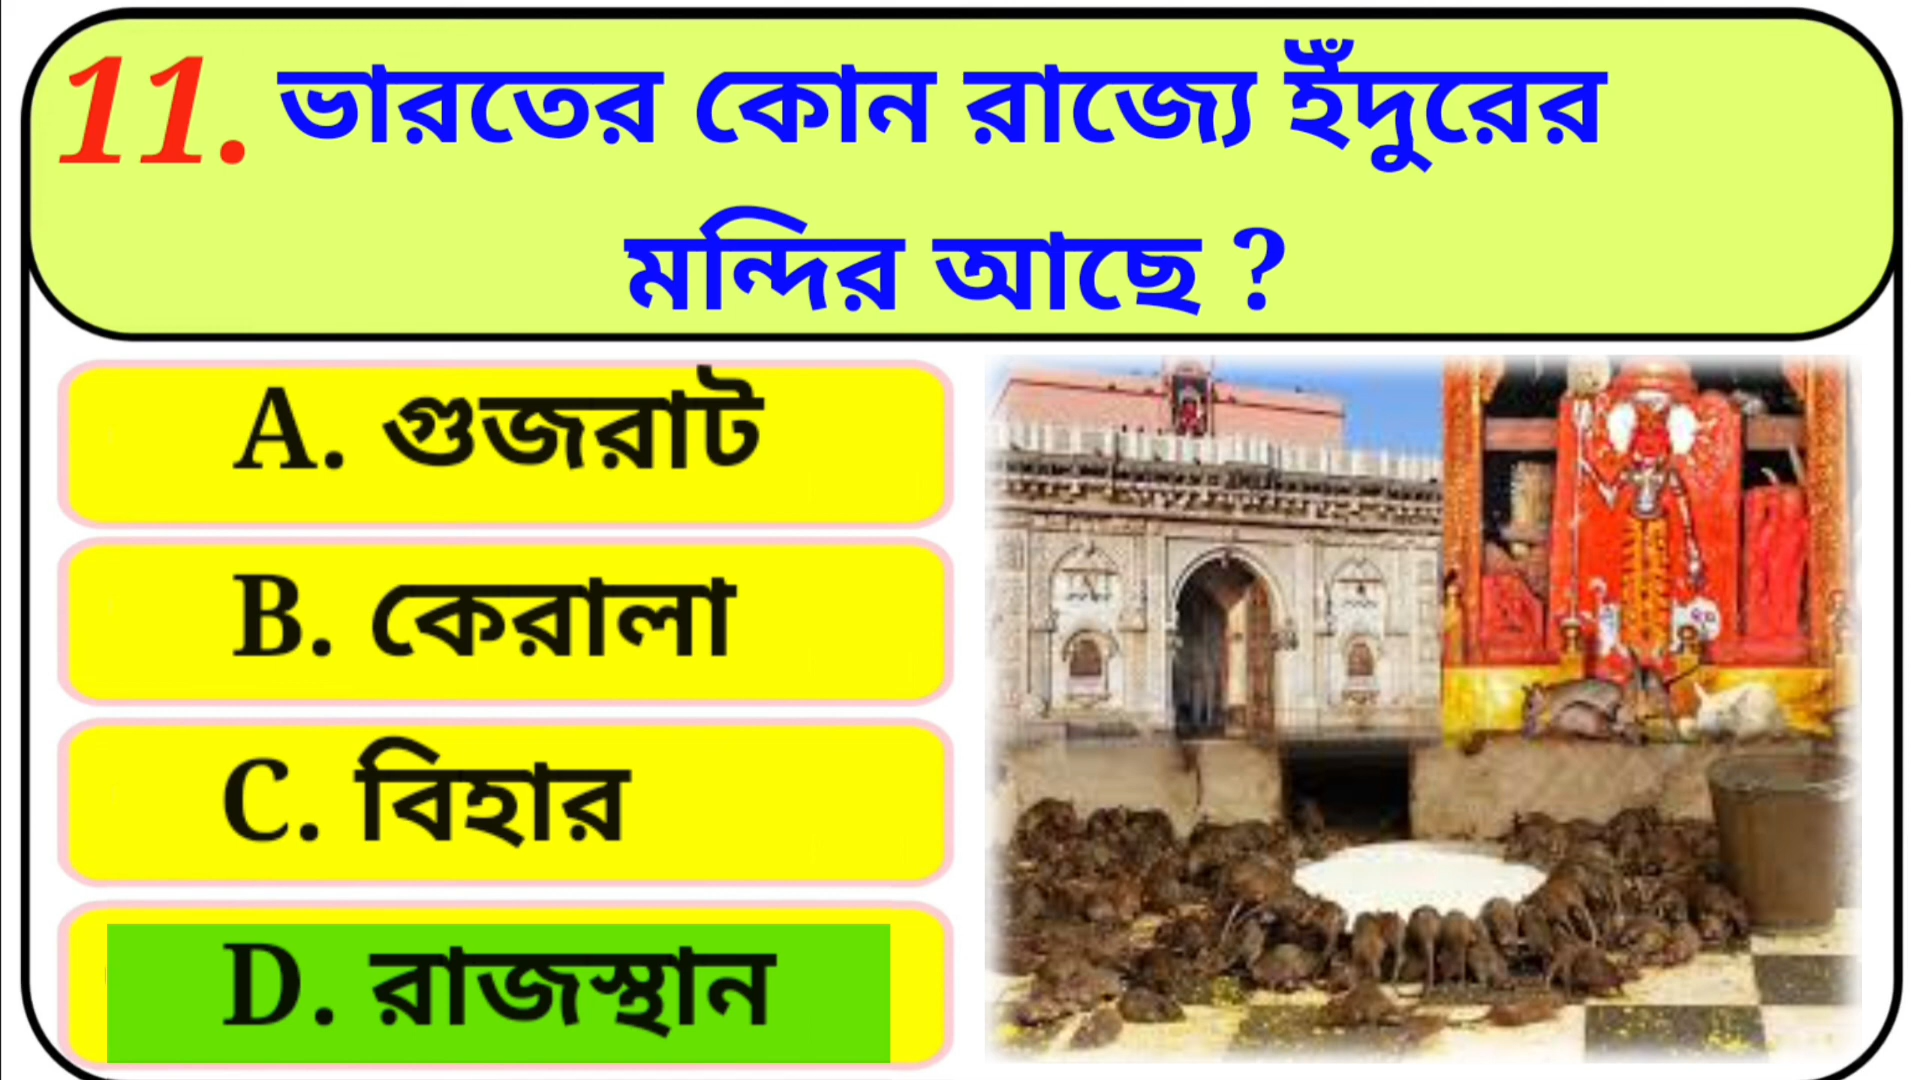 11. ভারতের কোন রাজ্যে ইঁদুরের
মন্দির আছে ?
A. গুজরাট
B. কেরালা
C. বিহার
D. রাজস্থান